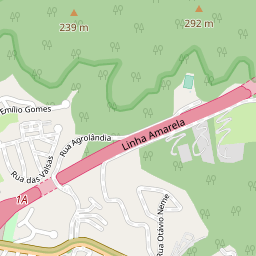 239 m
292 m
Emílio Gomes
Linha Amarela
Rua Agrolândia
Rua das Valsas
1A
Rua Otávio Neme